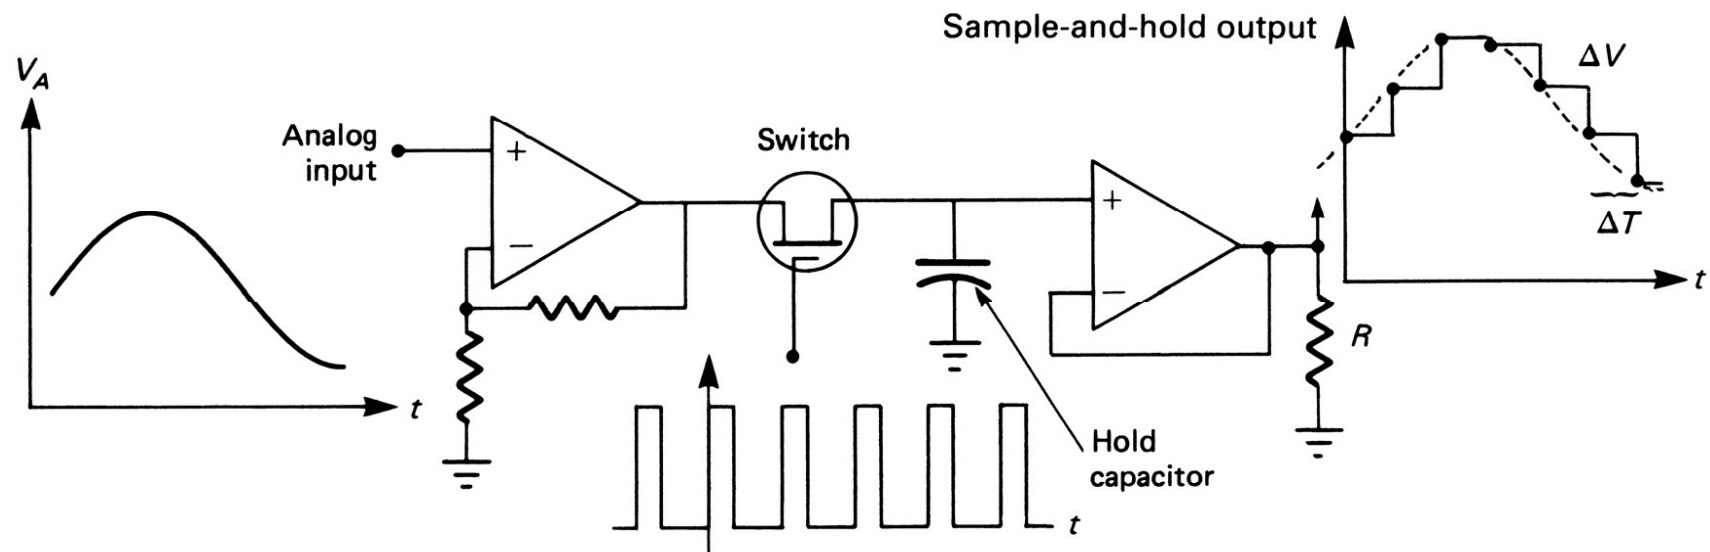 Sample-and-hold output
V_A
ΔV
Analog
input
+
−
Switch
+
−
ΔT
t
R
t
Hold
capacitor
t